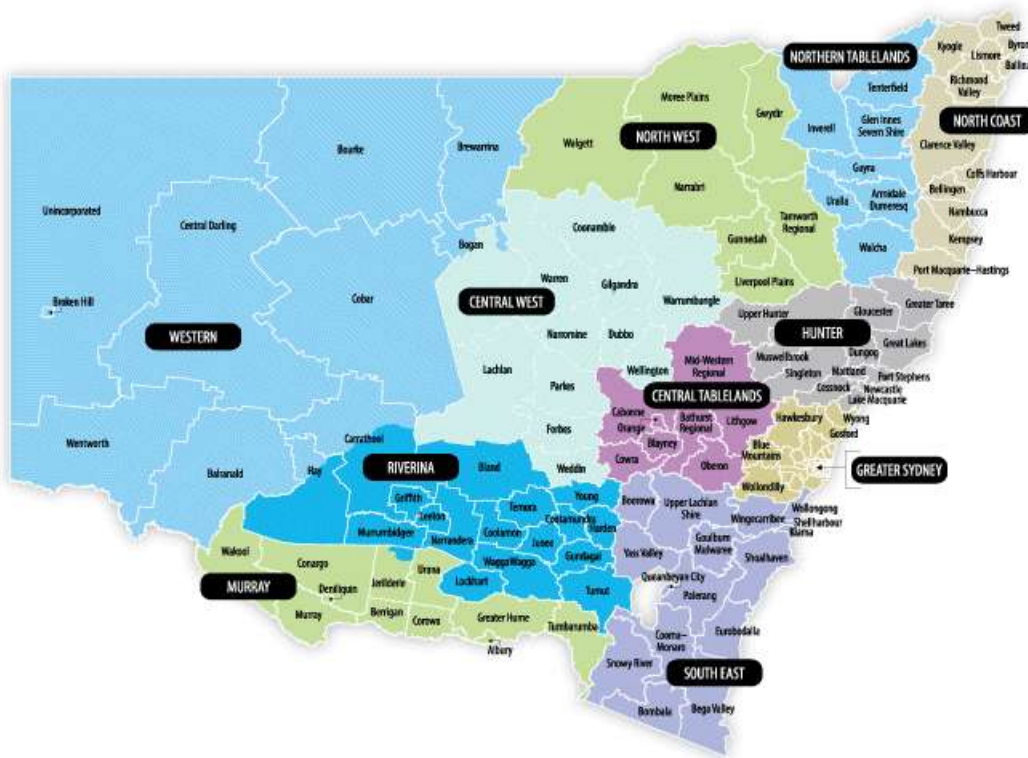 Tweed
Kyogle
Byron
Lismore
Ballina
NORTHERN TABLELANDS
Tenterfield
Richmond
Valley
Moree Plains
Gwydir
NORTH COAST
Inverell
Glen Innes
Severn Shire
NORTH WEST
Walgett
Bourke
Brewarrina
Clarence Valley
Guyra
Coffs Harbour
Narrabri
Bellingen
Armidale
Dumeresq
Uralla
Unincorporated
Nambucca
Central Darling
Tamworth
Regional
Coonamble
Kempsey
Gunnedah
Bogan
Walcha
Port Macquarie–Hastings
Warren
Liverpool Plains
Gilgandra
Cobar
Broken Hill
CENTRAL WEST
Warrumbungle
Greater Taree
Upper Hunter
Gloucester
WESTERN
HUNTER
Narromine
Dubbo
Great Lakes
Dungog
Muswellbrook
Mid-Western
Regional
Lachlan
Wellington
Singleton
Maitland
Port Stephens
Parkes
Cessnock
Newcastle
Lake Macquarie
CENTRAL TABLELANDS
Cabonne
Orange
Bathurst
Regional
Lithgow
Hawkesbury
Wyong
Gosford
Forbes
Carrathool
Blayney
Blue
Mountains
Wentworth
Cowra
Oberon
GREATER SYDNEY
Balranald
Hay
RIVERINA
Bland
Weddin
Wollondilly
Griffith
Young
Boorowa
Upper Lachlan
Shire
Leeton
Temora
Cootamundra
Harden
Wollongong
Wingecarribee
Shellharbour
Kiama
Murrumbidgee
Narrandera
Coolamon
Junee
Goulburn
Mulwaree
Wakool
Conargo
Wagga Wagga
Gundagai
Yass Valley
Shoalhaven
Urana
MURRAY
Deniliquin
Jerilderie
Lockhart
Tumut
Queanbeyan City
Palerang
Murray
Berrigan
Corowa
Greater Hume
Tumbarumba
Albury
Cooma–
Monaro
Eurobodalla
Snowy River
SOUTH EAST
Bombala
Bega Valley